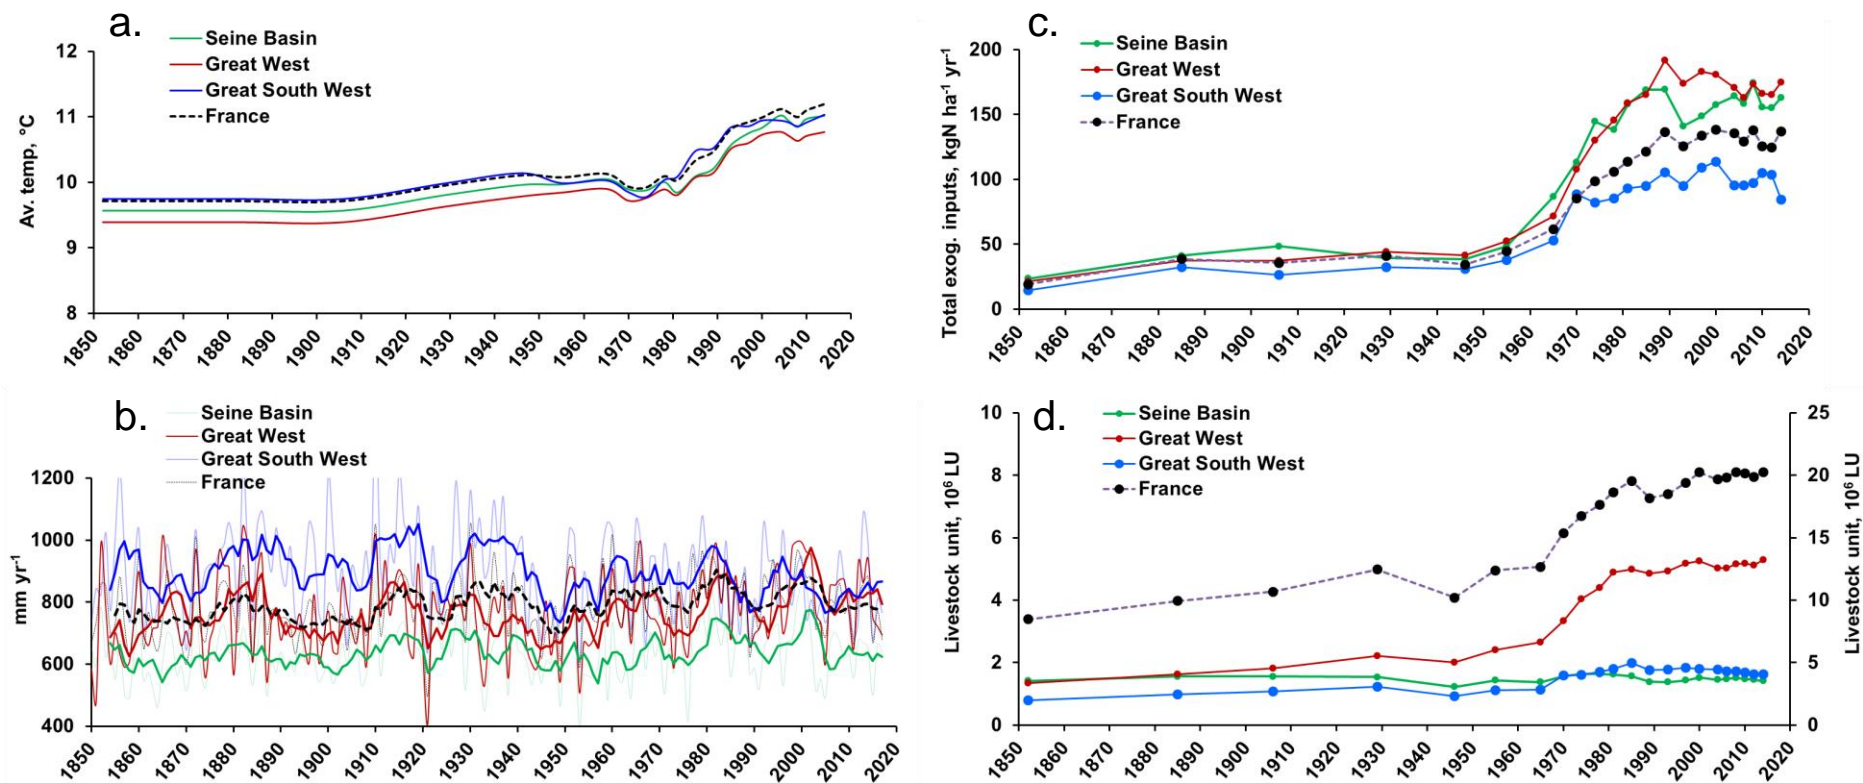 a.
Seine Basin
Great West
Great South West
France
Av. temp, °C
12
11
10
9
8
1850 1860 1870 1880 1890 1900 1910 1920 1930 1940 1950 1960 1970 1980 1990 2000 2010 2020
b.
Seine Basin
Great West
Great South West
France
mm yr-1
1200
1000
800
600
400
1850 1860 1870 1880 1890 1900 1910 1920 1930 1940 1950 1960 1970 1980 1990 2000 2010 2020
c.
Seine Basin
Great West
Great South West
France
Total exog. inputs, kgN ha-1 yr-1
200
150
100
50
0
1850 1860 1870 1880 1890 1900 1910 1920 1930 1940 1950 1960 1970 1980 1990 2000 2010 2020
d.
Seine Basin
Great West
Great South West
France
Livestock unit, 10⁶ LU
10
8
6
4
2
0
Livestock unit, 10⁶ LU
25
20
15
10
5
0
1850 1860 1870 1880 1890 1900 1910 1920 1930 1940 1950 1960 1970 1980 1990 2000 2010 2020